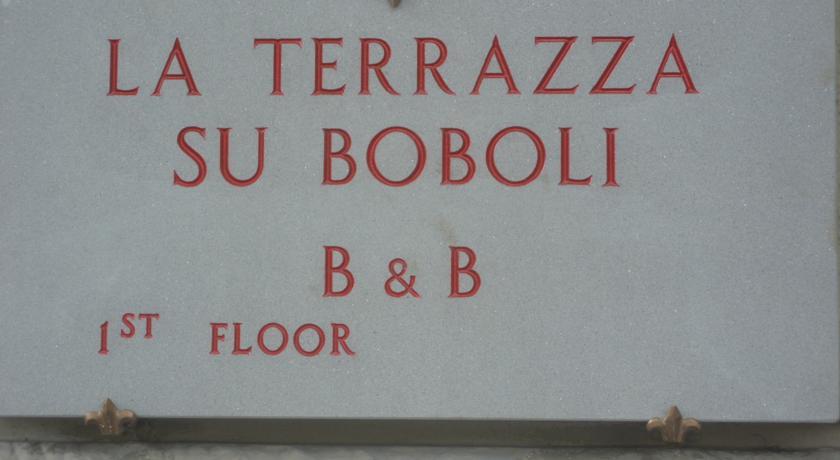 LA TERRAZZA
SU BOBOLI
B & B
1ST FLOOR